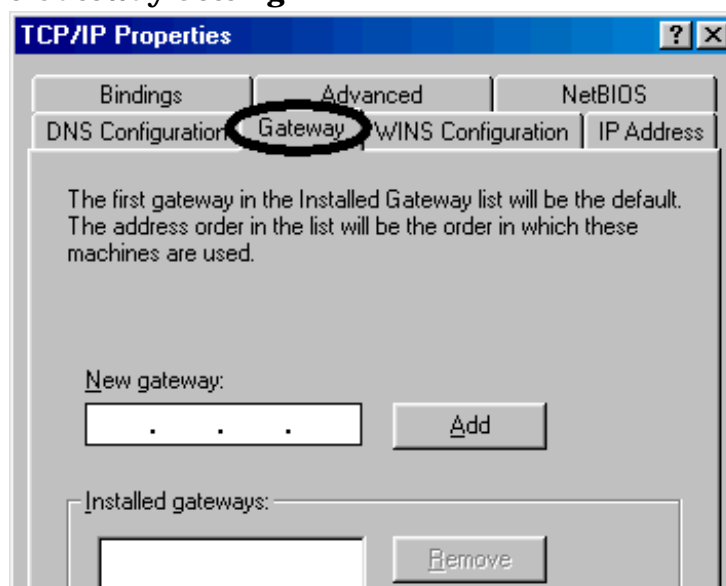 TCP/IP Properties
Bindings Advanced NetBIOS
DNS Configuration Gateway WINS Configuration IP Address
The first gateway in the Installed Gateway list will be the default.
The address order in the list will be the order in which these
machines are used.
New gateway:
. . . Add
Installed gateways:
Remove